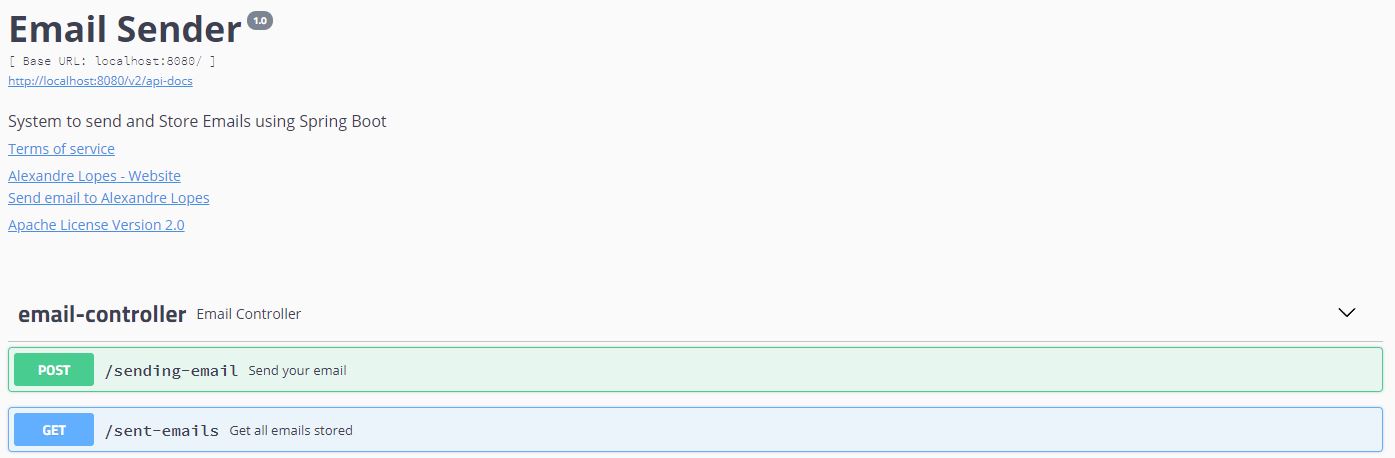 Email Sender 1.0
[ Base URL: localhost:8080/ ]
http://localhost:8080/v2/api-docs
System to send and Store Emails using Spring Boot
Terms of service
Alexandre Lopes - Website
Send email to Alexandre Lopes
Apache License Version 2.0
email-controller Email Controller
POST /sending-email Send your email
GET /sent-emails Get all emails stored